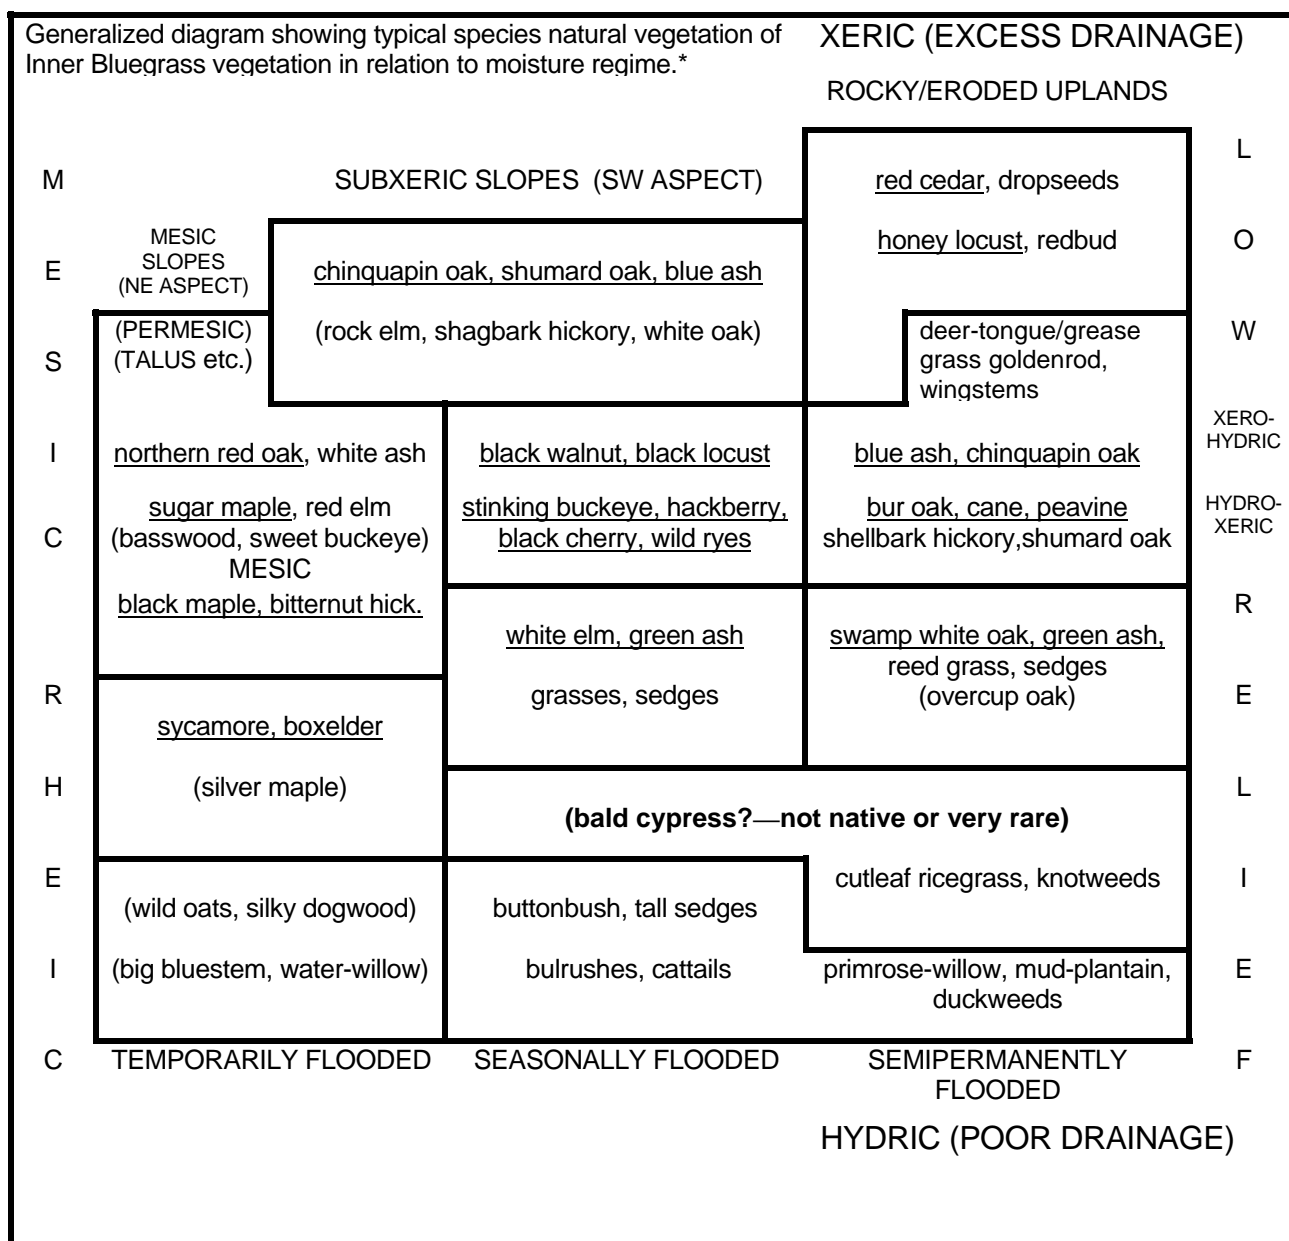 Generalized diagram showing typical species natural vegetation of
Inner Bluegrass vegetation in relation to moisture regime.*
XERIC (EXCESS DRAINAGE)
ROCKY/ERODED UPLANDS
M
E
S
I
C
R
H
E
I
C
SUBXERIC SLOPES (SW ASPECT)
red cedar, dropseeds
honey locust, redbud
MESIC
SLOPES
(NE ASPECT)
chinquapin oak, shumard oak, blue ash
(rock elm, shagbark hickory, white oak)
(PERMESIC)
(TALUS etc.)
deer-tongue/grease
grass goldenrod,
wingstems
northern red oak, white ash
sugar maple, red elm
(basswood, sweet buckeye)
MESIC
black maple, bitternut hick.
black walnut, black locust
stinking buckeye, hackberry,
black cherry, wild ryes
blue ash, chinquapin oak
bur oak, cane, peavine
shellbark hickory,shumard oak
white elm, green ash
grasses, sedges
swamp white oak, green ash,
reed grass, sedges
(overcup oak)
sycamore, boxelder
(silver maple)
(bald cypress?—not native or very rare)
cutleaf ricegrass, knotweeds
(wild oats, silky dogwood)
(big bluestem, water-willow)
buttonbush, tall sedges
bulrushes, cattails
primrose-willow, mud-plantain,
duckweeds
L
O
W
XERO-
HYDRIC
HYDRO-
XERIC
R
E
L
I
E
F
TEMPORARILY FLOODED
SEASONALLY FLOODED
SEMIPERMANENTLY
FLOODED
HYDRIC (POOR DRAINAGE)